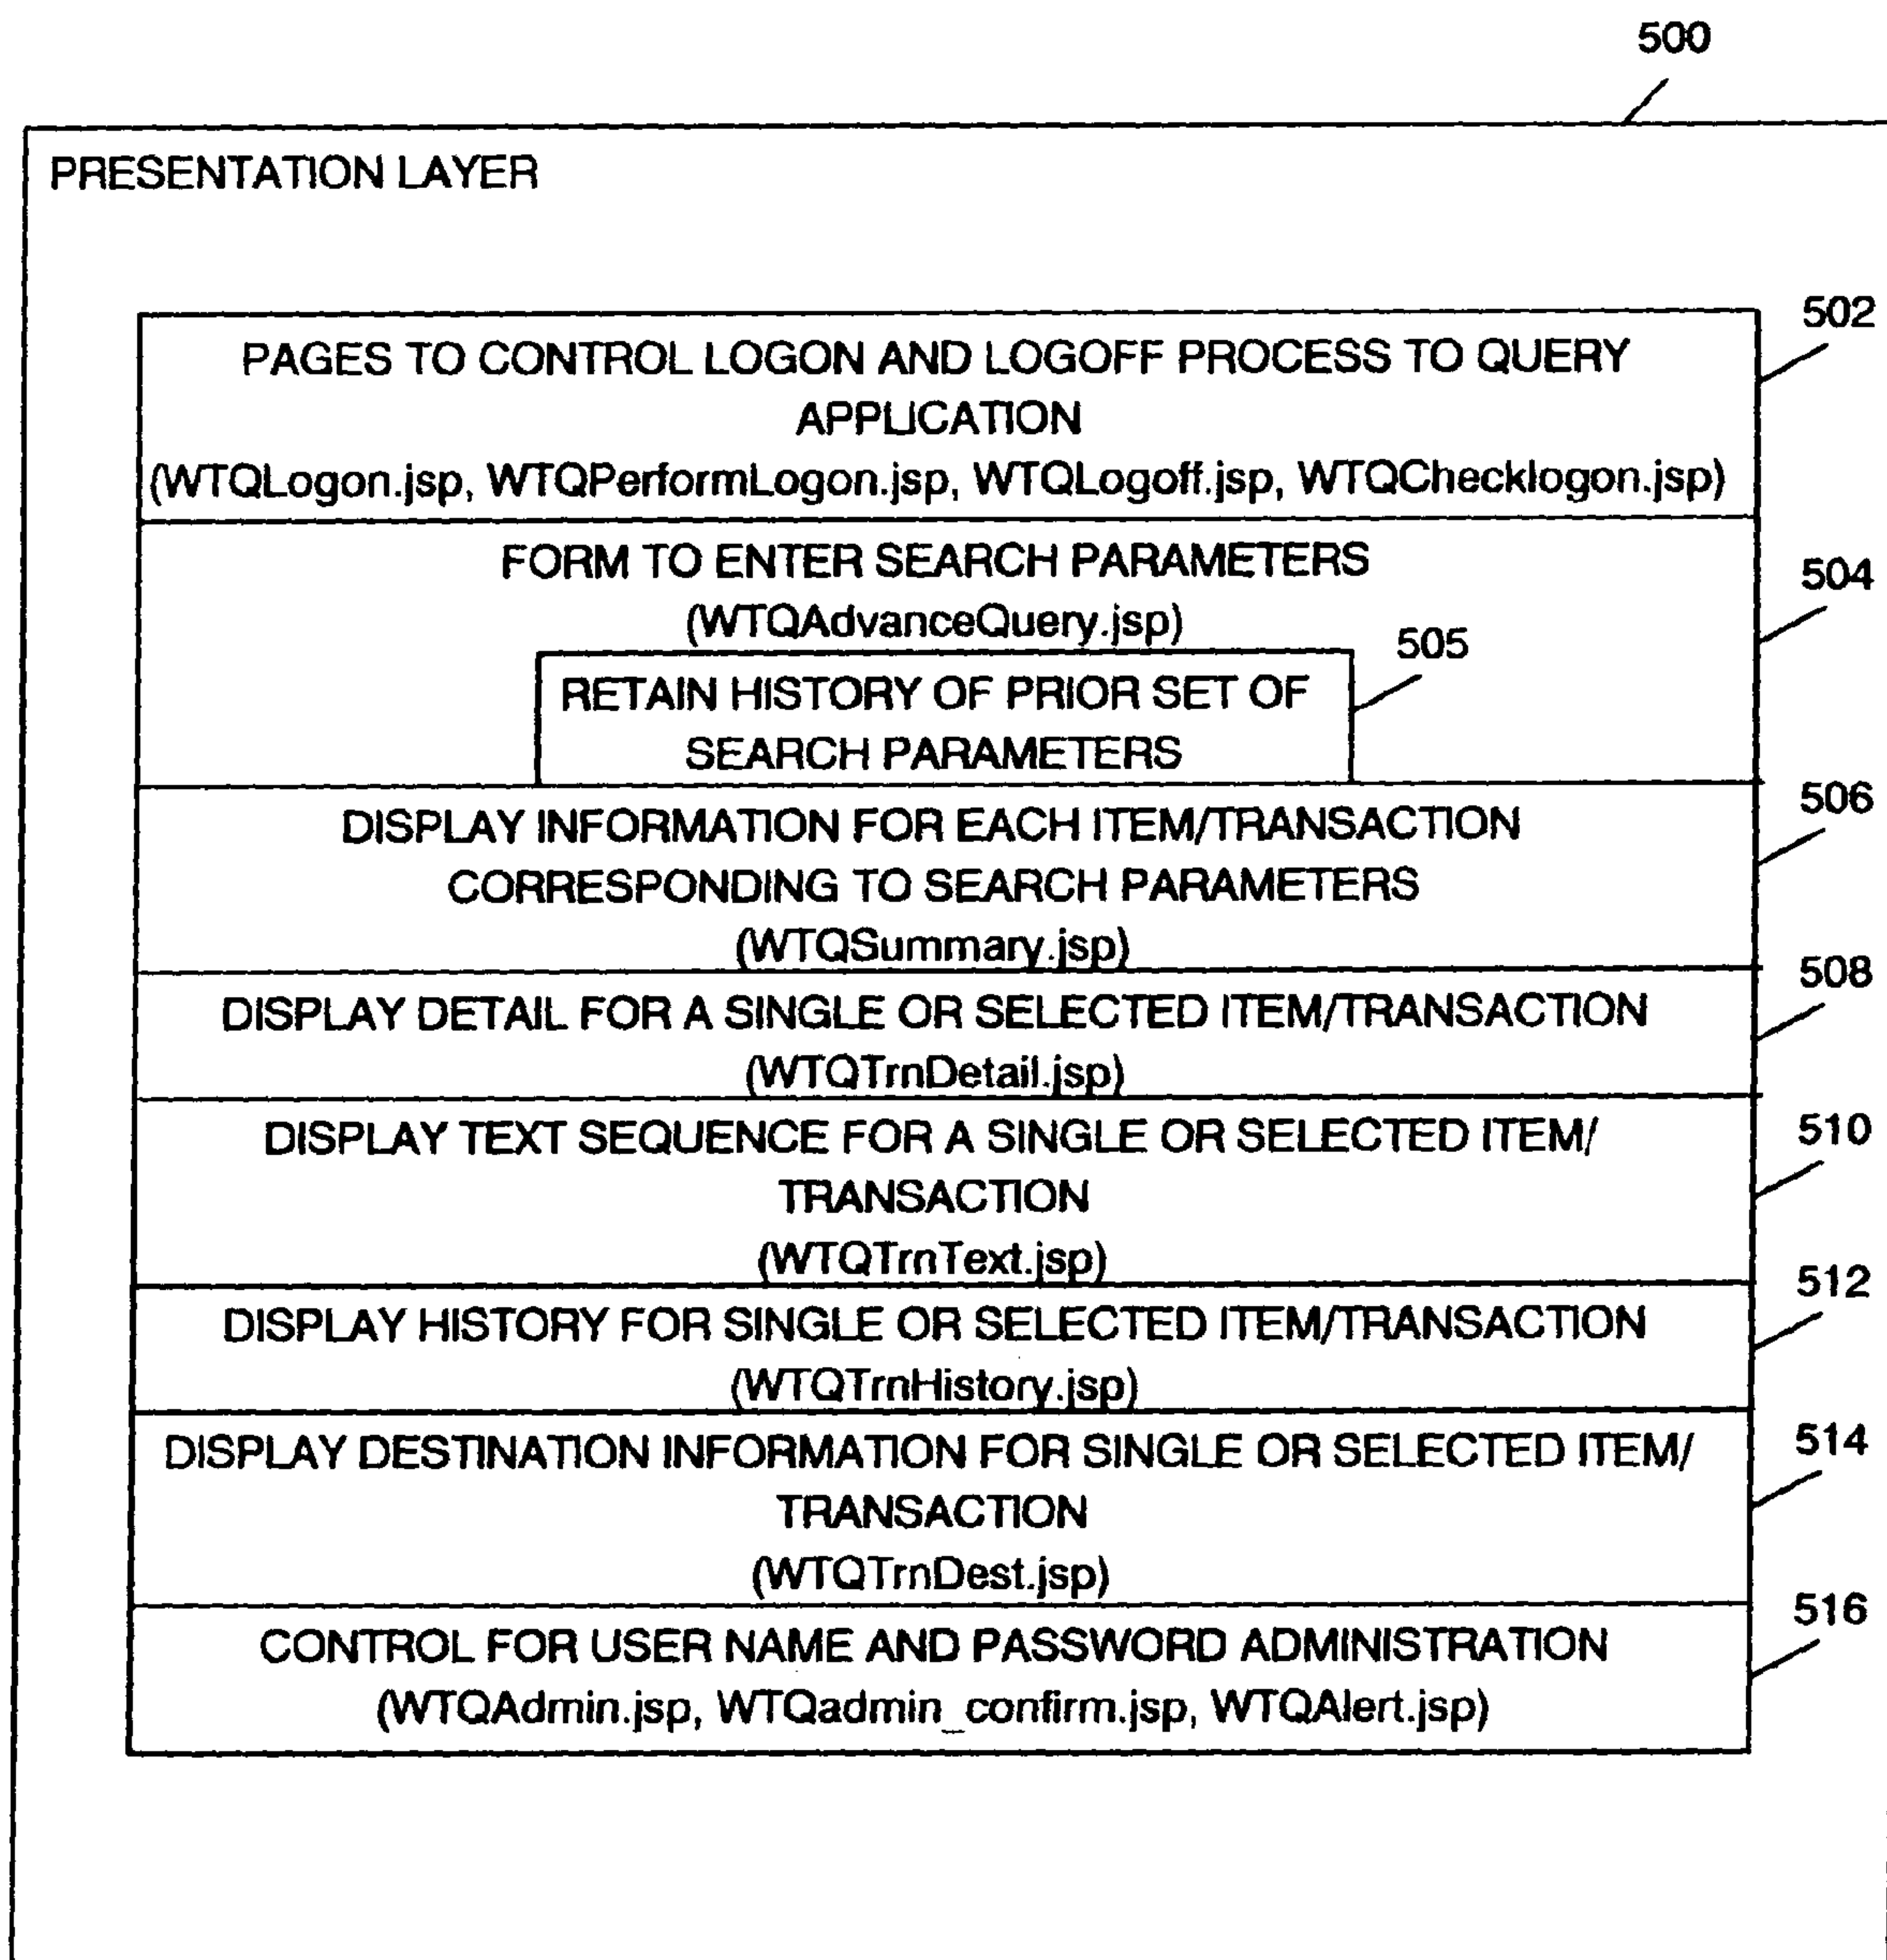 500
PRESENTATION LAYER
502
PAGES TO CONTROL LOGON AND LOGOFF PROCESS TO QUERY
APPLICATION
(WTQLogon.jsp, WTQPerformLogon.jsp, WTQLogoff.jsp, WTQChecklogon.jsp)
504
FORM TO ENTER SEARCH PARAMETERS
(WTQAdvanceQuery.jsp)
505
RETAIN HISTORY OF PRIOR SET OF
SEARCH PARAMETERS
506
DISPLAY INFORMATION FOR EACH ITEM/TRANSACTION
CORRESPONDING TO SEARCH PARAMETERS
(WTQSummary.jsp)
508
DISPLAY DETAIL FOR A SINGLE OR SELECTED ITEM/TRANSACTION
(WTQTrnDetail.jsp)
510
DISPLAY TEXT SEQUENCE FOR A SINGLE OR SELECTED ITEM/
TRANSACTION
(WTQTrnText.jsp)
512
DISPLAY HISTORY FOR SINGLE OR SELECTED ITEM/TRANSACTION
(WTQTrnHistory.jsp)
514
DISPLAY DESTINATION INFORMATION FOR SINGLE OR SELECTED ITEM/
TRANSACTION
(WTQTrnDest.jsp)
516
CONTROL FOR USER NAME AND PASSWORD ADMINISTRATION
(WTQAdmin.jsp, WTQadmin_confirm.jsp, WTQAlert.jsp)